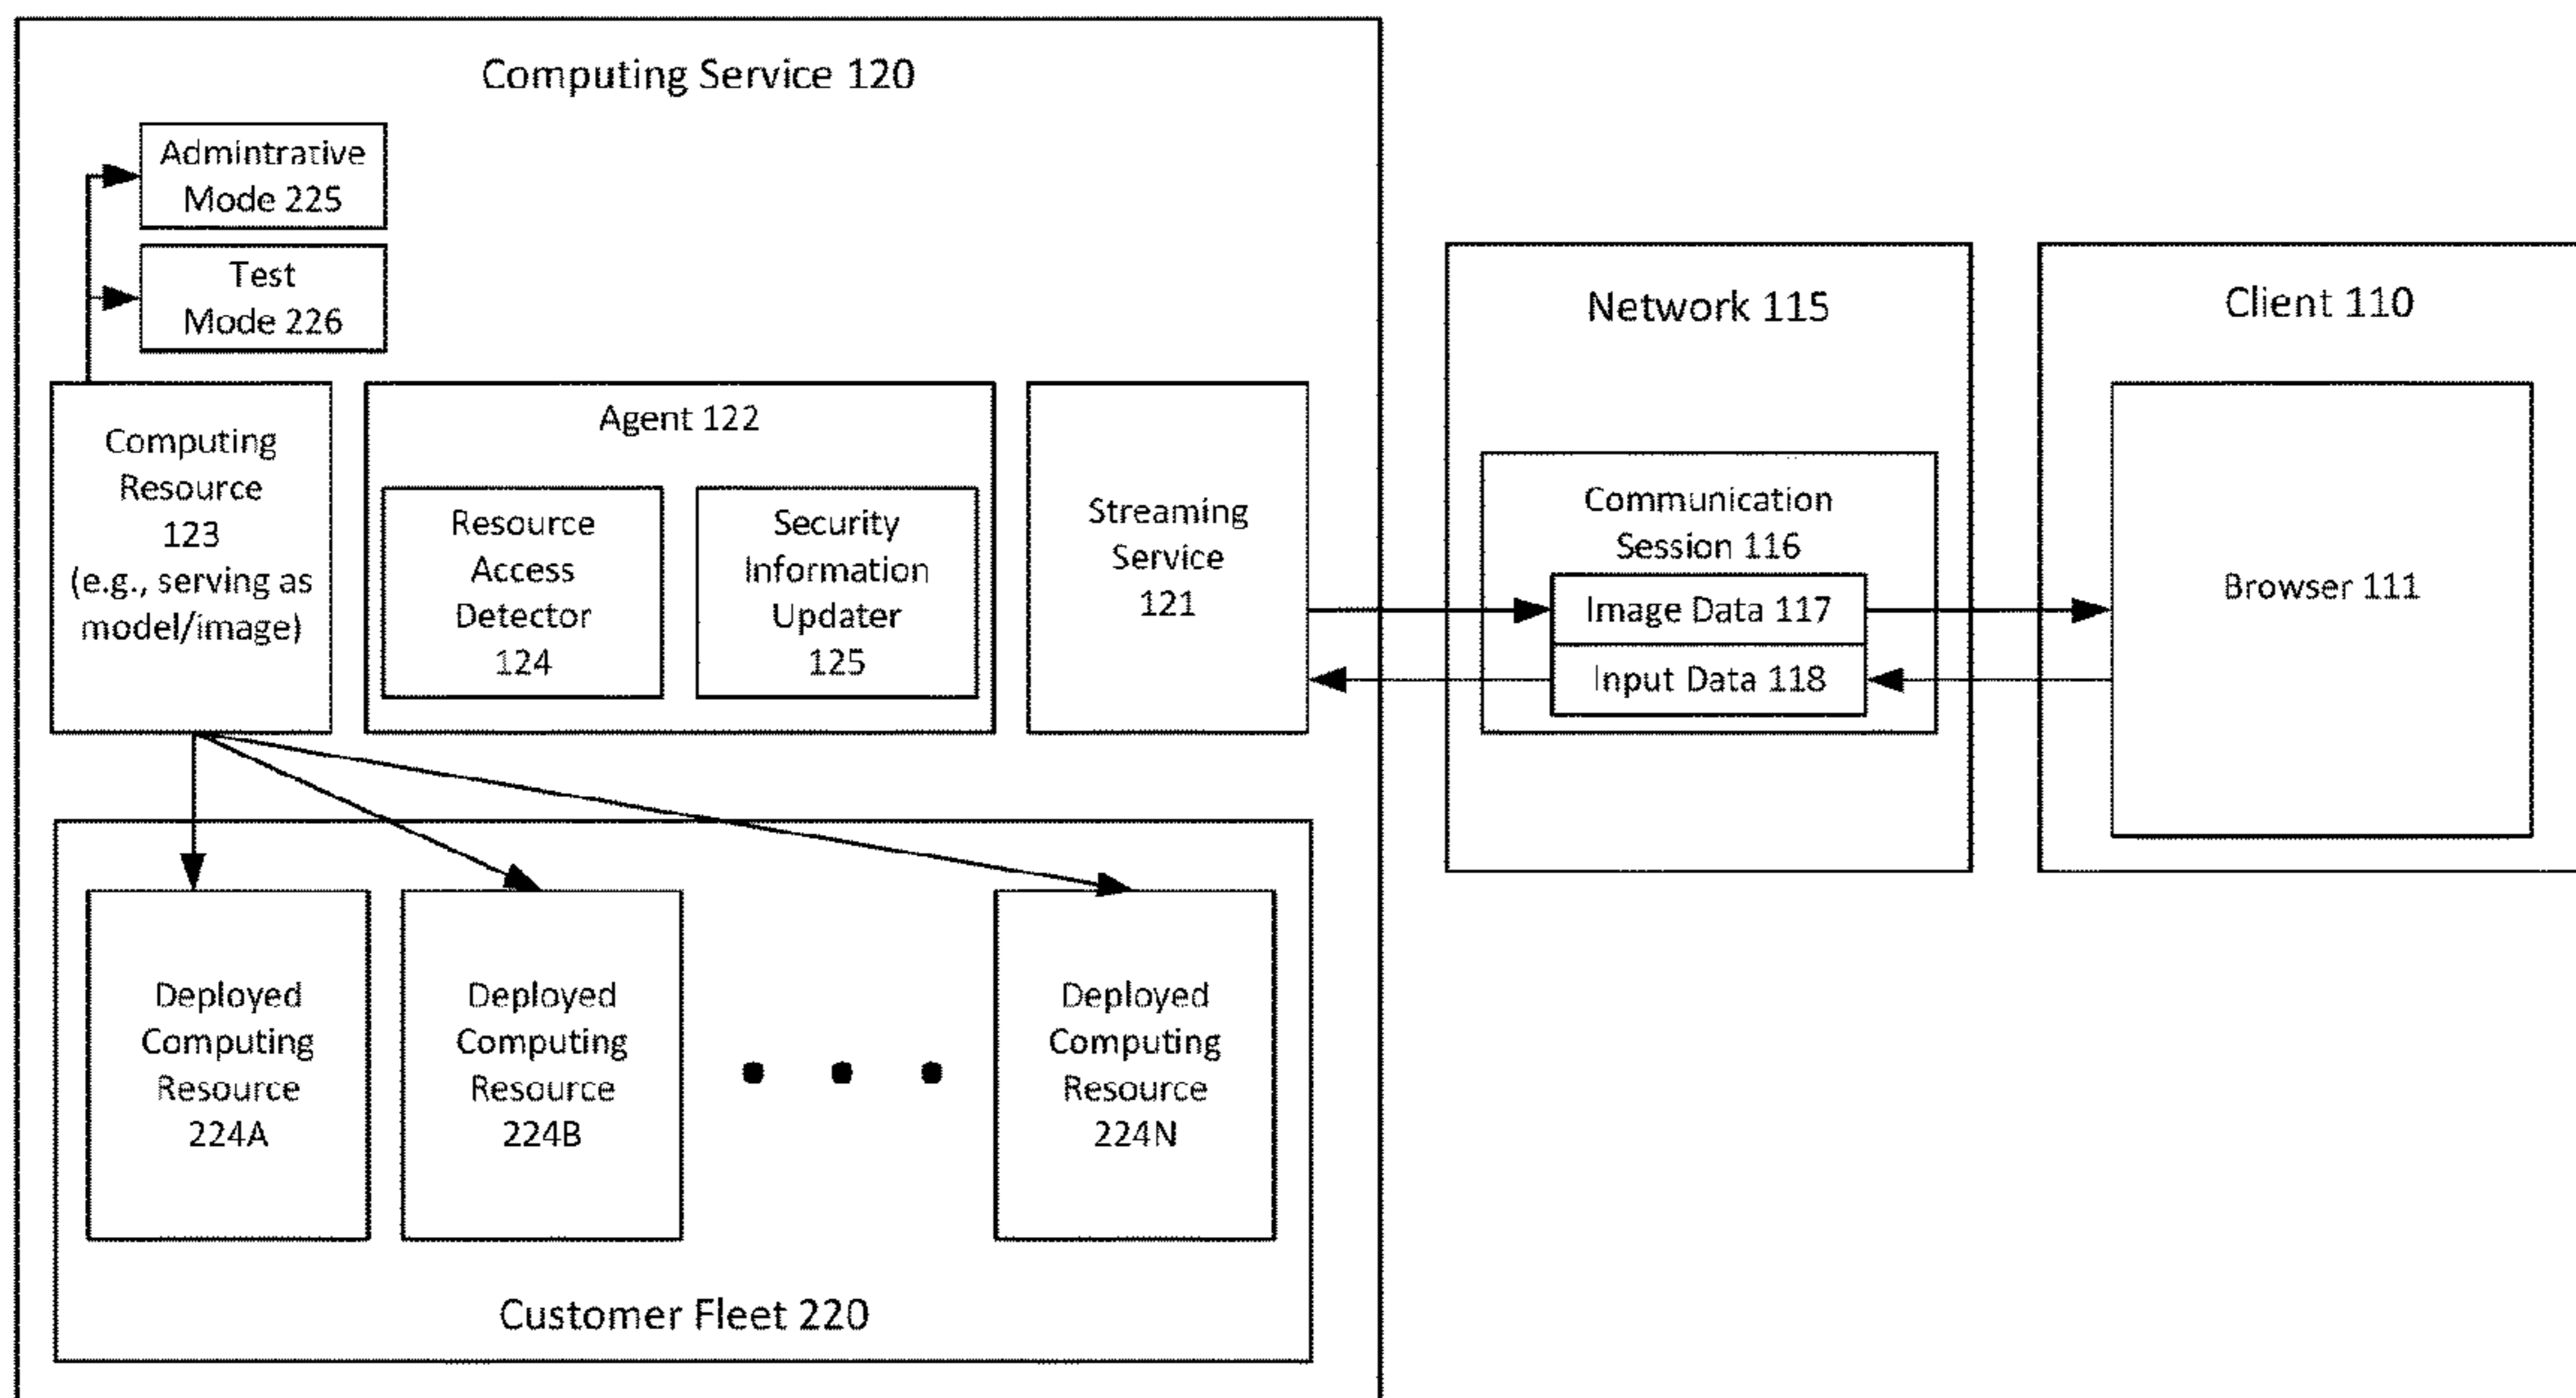 Computing Service 120
Admintrative
Mode 225
Test
Mode 226
Computing
Resource
123
(e.g., serving as
model/image)
Agent 122
Resource
Access
Detector
124
Security
Information
Updater
125
Streaming
Service
121
Network 115
Communication
Session 116
Image Data 117
Input Data 118
Client 110
Browser 111
Deployed
Computing
Resource
224A
Deployed
Computing
Resource
224B
Deployed
Computing
Resource
224N
Customer Fleet 220